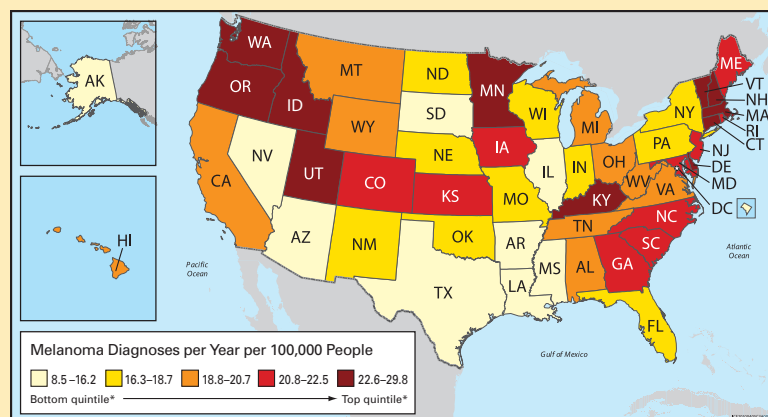 AK
HI
WA
OR
ID
MT
ND
MN
SD
WY
WI
MI
NY
ME
VT
NH
MA
RI
CT
NJ
DE
MD
DC
PA
NE
IA
NV
UT
CO
CA
KS
MO
IL
IN
OH
WV
VA
KY
NC
TN
SC
AZ
NM
OK
AR
MS
AL
GA
TX
LA
FL
Pacific
Ocean
Atlantic
Ocean
Gulf of Mexico
Melanoma Diagnoses per Year per 100,000 People
8.5–16.2 16.3–18.7 18.8–20.7 20.8–22.5 22.6–29.8
Bottom quintile* Top quintile*